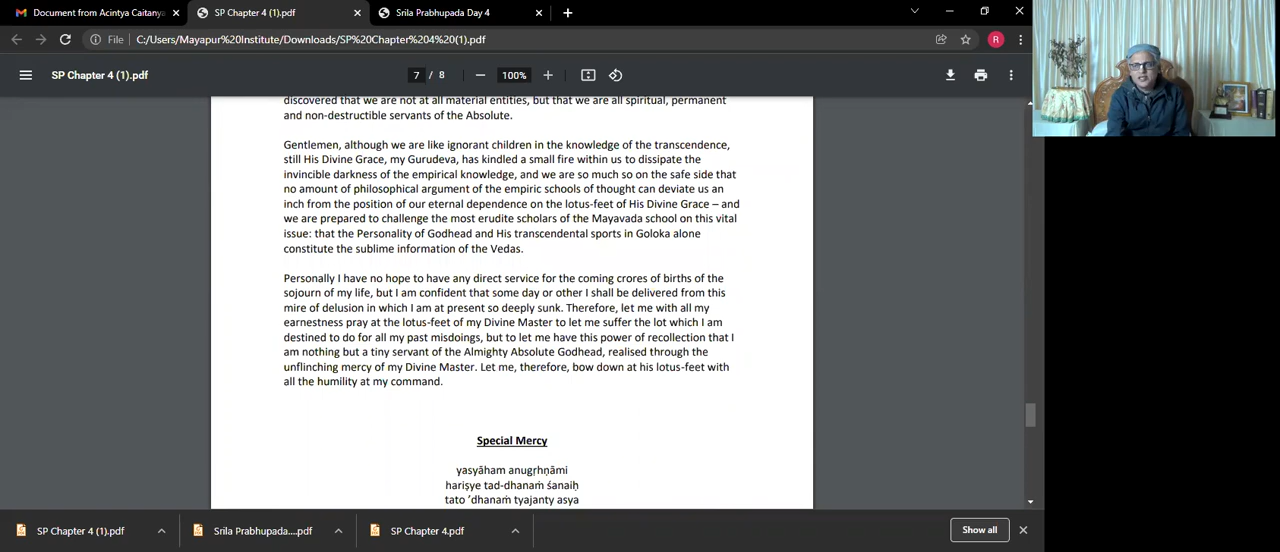 Document from Acintya Caitanya
SP Chapter 4 (1).pdf
Srila Prabhupada Day 4
File
C:/Users/Mayapur%20Institute/Downloads/SP%20Chapter%204%20(1).pdf
R
SP Chapter 4 (1).pdf
7 / 8
100%
discovered that we are not at all material entities, but that we are all spiritual, permanent
and non-destructible servants of the Absolute.
Gentlemen, although we are like ignorant children in the knowledge of the transcendence,
still His Divine Grace, my Gurudeva, has kindled a small fire within us to dissipate the
invincible darkness of the empirical knowledge, and we are so much so on the safe side that
no amount of philosophical argument of the empiric schools of thought can deviate us an
inch from the position of our eternal dependence on the lotus-feet of His Divine Grace – and
we are prepared to challenge the most erudite scholars of the Mayavada school on this vital
issue: that the Personality of Godhead and His transcendental sports in Goloka alone
constitute the sublime information of the Vedas.
Personally I have no hope to have any direct service for the coming crores of births of the
sojourn of my life, but I am confident that some day or other I shall be delivered from this
mire of delusion in which I am at present so deeply sunk. Therefore, let me with all my
earnestness pray at the lotus-feet of my Divine Master to let me suffer the lot which I am
destined to do for all my past misdoings, but to let me have this power of recollection that I
am nothing but a tiny servant of the Almighty Absolute Godhead, realised through the
unflinching mercy of my Divine Master. Let me, therefore, bow down at his lotus-feet with
all the humility at my command.
Special Mercy
yasyāham anugṛhṇāmi
hariṣye tad-dhanaṁ śanaiḥ
tato 'dhanaṁ tyajanty asya
SP Chapter 4 (1).pdf
Srila Prabhupada....pdf
SP Chapter 4.pdf
Show all